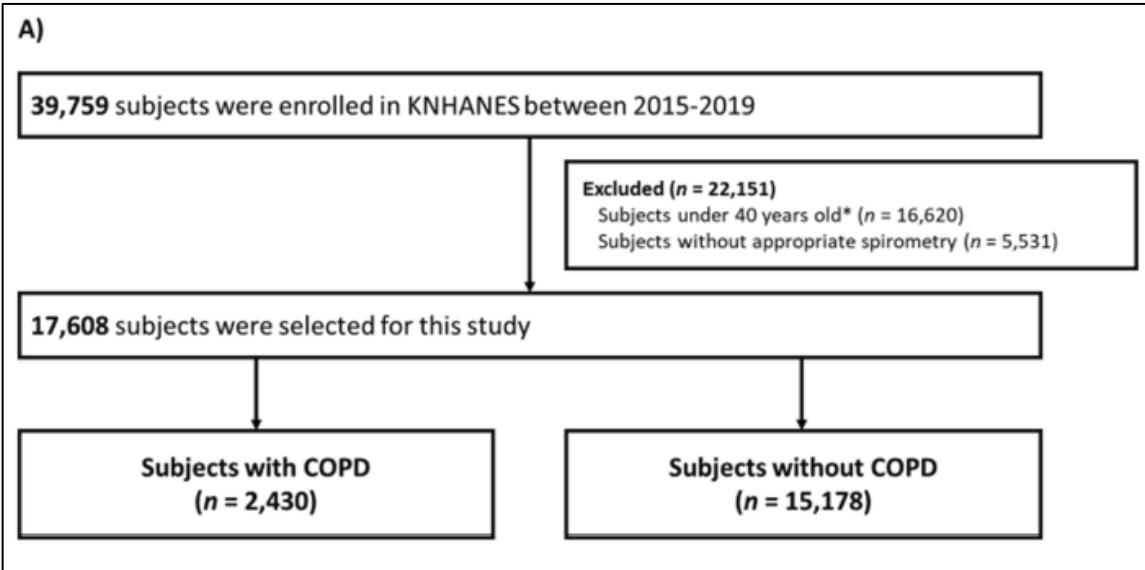 A)
39,759 subjects were enrolled in KNHANES between 2015-2019
Excluded (n = 22,151)
Subjects under 40 years old* (n = 16,620)
Subjects without appropriate spirometry (n = 5,531)
17,608 subjects were selected for this study
Subjects with COPD
(n = 2,430)
Subjects without COPD
(n = 15,178)